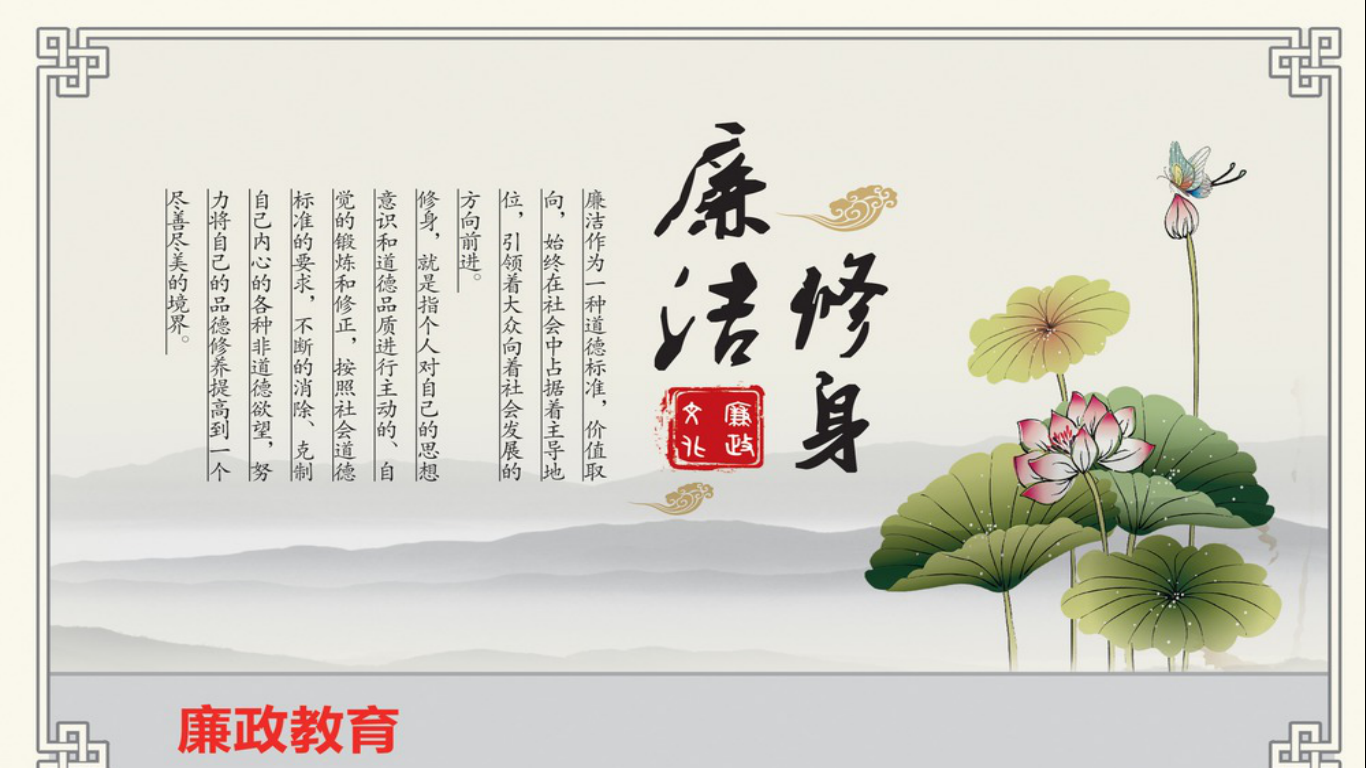 修身
廉洁
廉政
文化
廉洁作为一种道德标准，价值取
向，始终在社会中占据着主导地
位，引领着大众向着社会发展的
方向前进。
修身，就是指个人对自己的思想
意识和道德品质进行主动的、自
觉的锻炼和修正，按照社会道德
标准的要求，不断的消除、克制
自己内心的各种非道德欲望，努
力将自己的品德修养提高到一个
尽善尽美的境界。
廉政教育